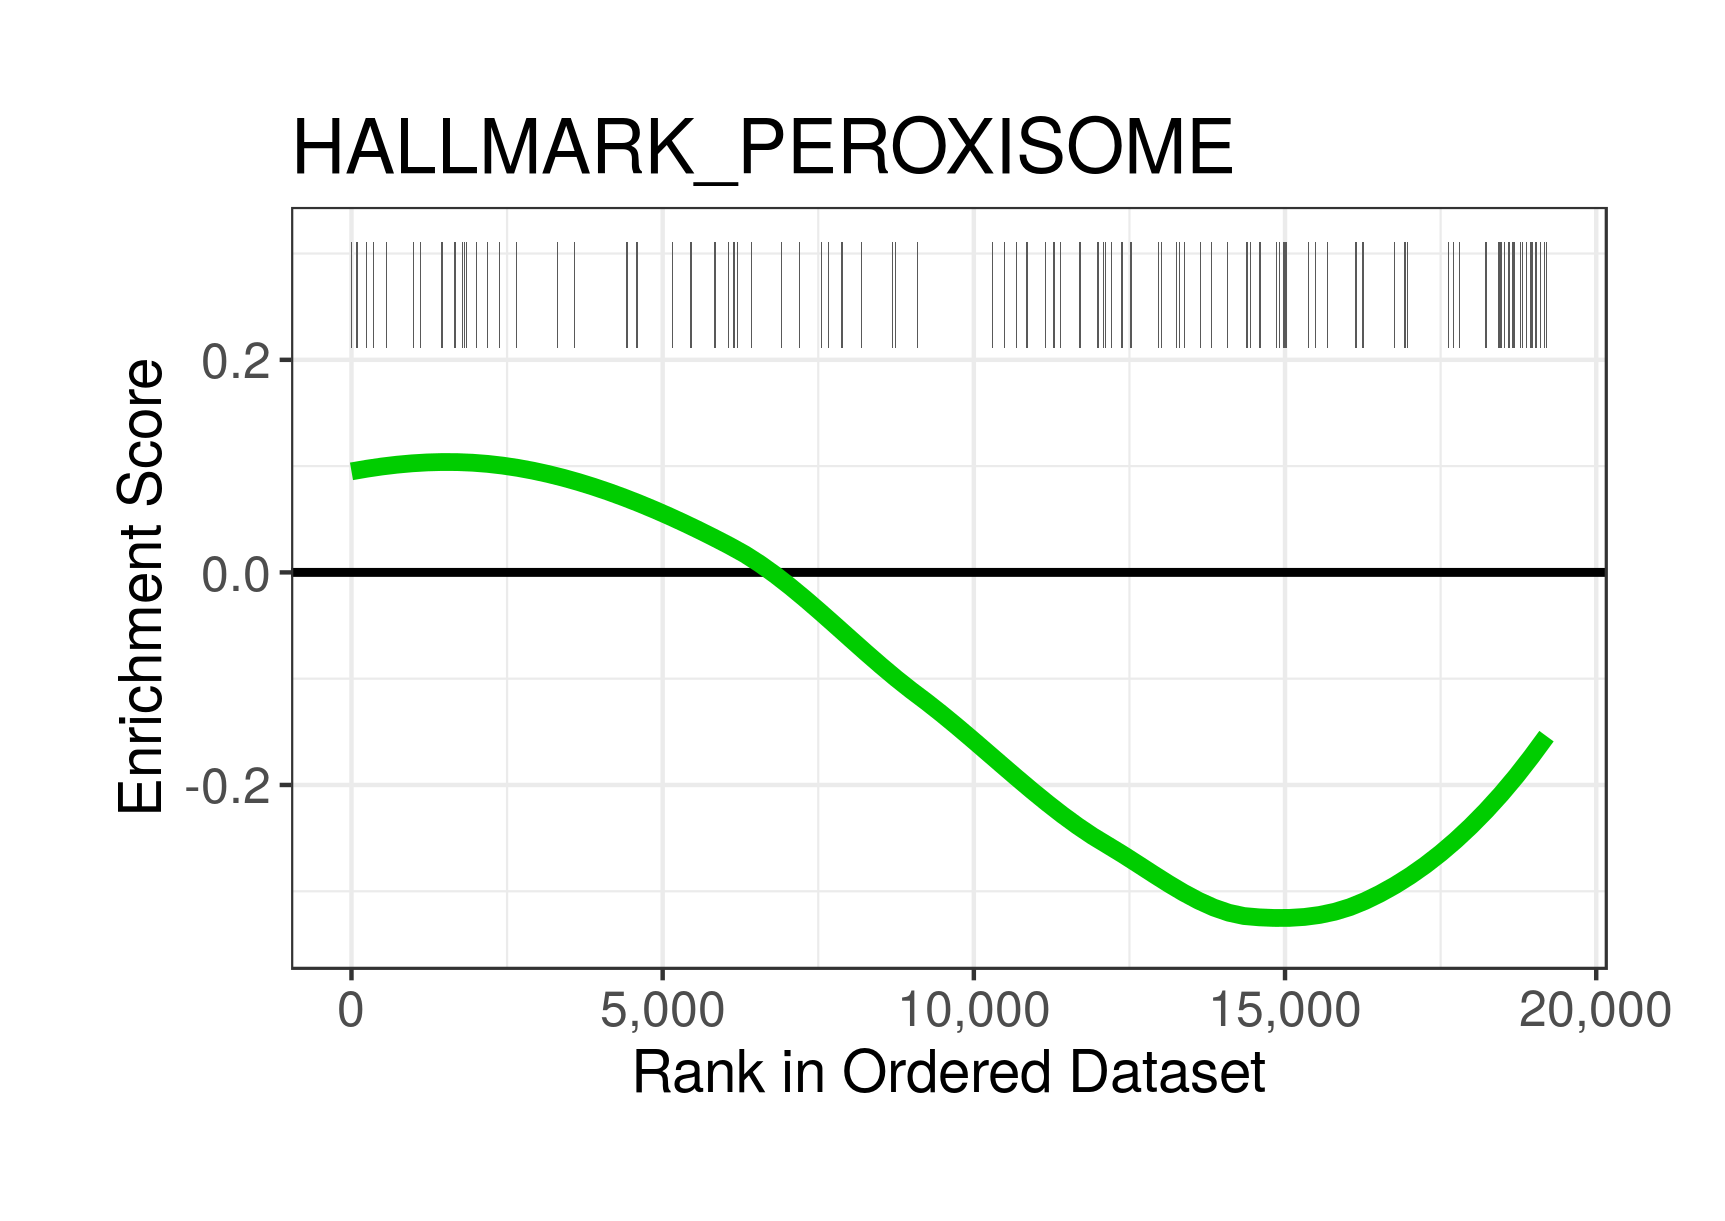 HALLMARK_PEROXISOME
Enrichment Score
0.2
0.0
-0.2
0 5,000 10,000 15,000 20,000
Rank in Ordered Dataset